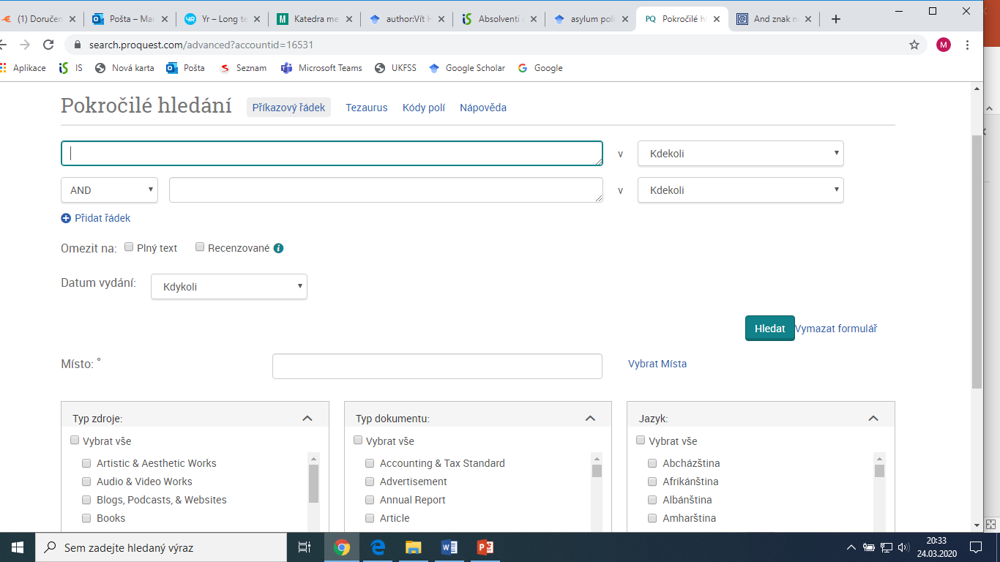 (1) Doručen
Pošta – Mar
Yr – Long te
Katedra me
author:Vít H
Absolventi a
asylum poli
Pokročilé hl
And znak n
search.proquest.com/advanced?accountid=16531
M
Aplikace IS Nová karta Pošta Seznam Microsoft Teams UKFSS Google Scholar Google
Pokročilé hledání Příkazový řádek Tezaurus Kódy polí Nápověda
v Kdekoli
AND v Kdekoli
Přidat řádek
Omezit na: Plný text Recenzované
Datum vydání: Kdykoli
Hledat Vymazat formulář
Místo: ° Vybrat Místa
Typ zdroje: Typ dokumentu: Jazyk:
Vybrat vše Vybrat vše Vybrat vše
Artistic & Aesthetic Works Accounting & Tax Standard Abcházština
Audio & Video Works Advertisement Afrikánština
Blogs, Podcasts, & Websites Annual Report Albánština
Books Article Amharština
Sem zadejte hledaný výraz
20:33
24.03.2020